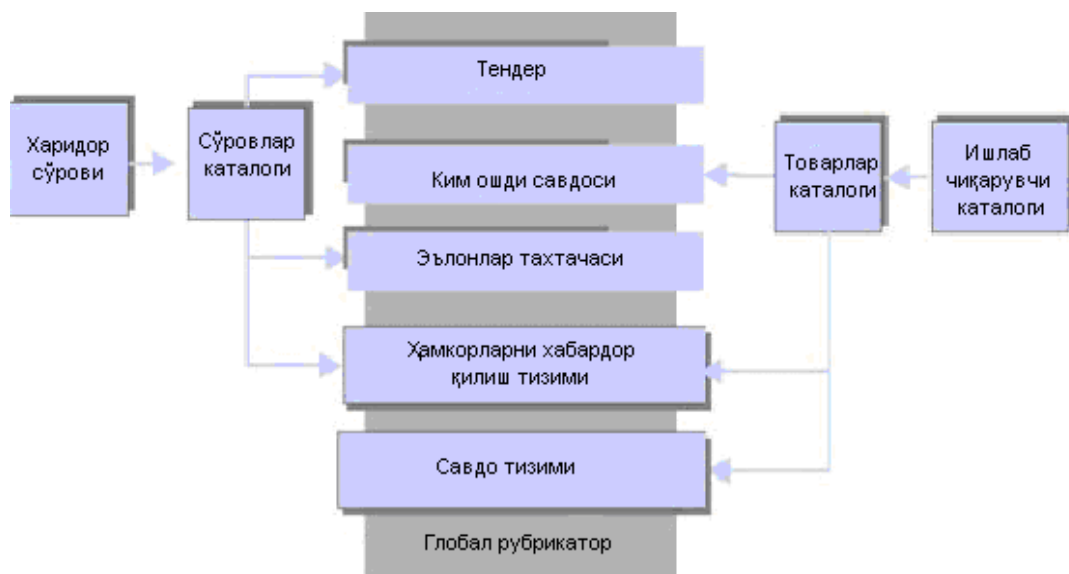 Харидор
сўрови
Сўровлар
каталоги
Тендер
Ким ошди савдоси
Эълонлар тахтачаси
Ҳамкорларни хабардор
қилиш тизими
Савдо тизими
Глобал рубрикатор
Товарлар
каталоги
Ишлаб
чиқарувчи
каталоги